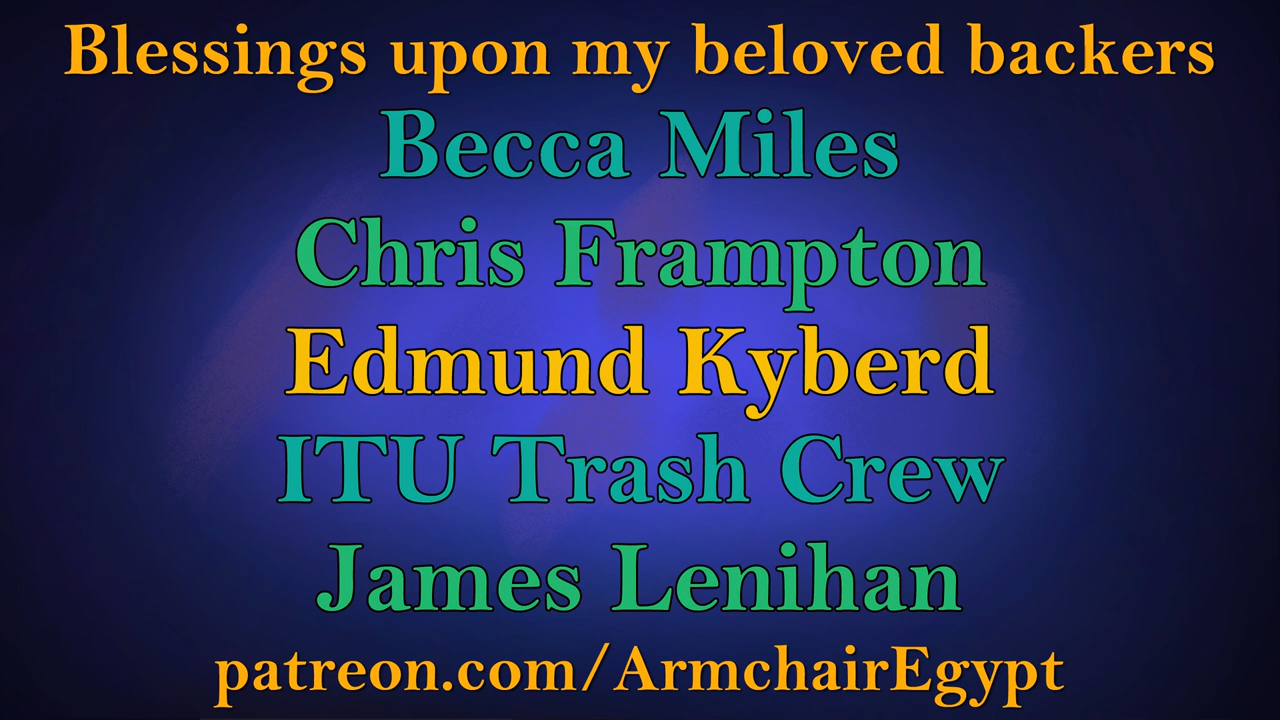 Blessings upon my beloved backers
Becca Miles
Chris Frampton
Edmund Kyberd
ITU Trash Crew
James Lenihan
patreon.com/ArmchairEgypt